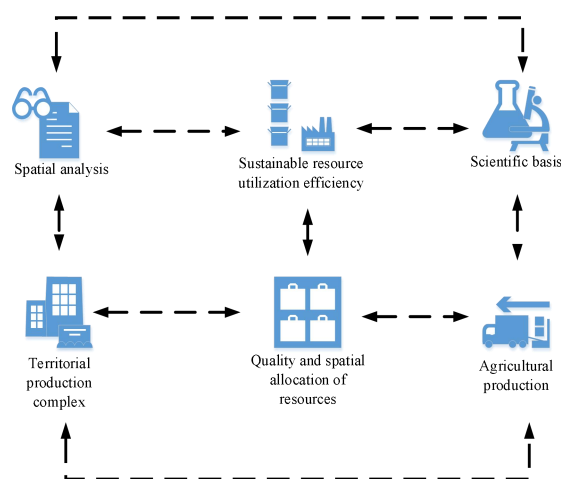 Spatial analysis
Sustainable resource
utilization efficiency
Scientific basis
Territorial
production
complex
Quality and spatial
allocation of
resources
Agricultural
production